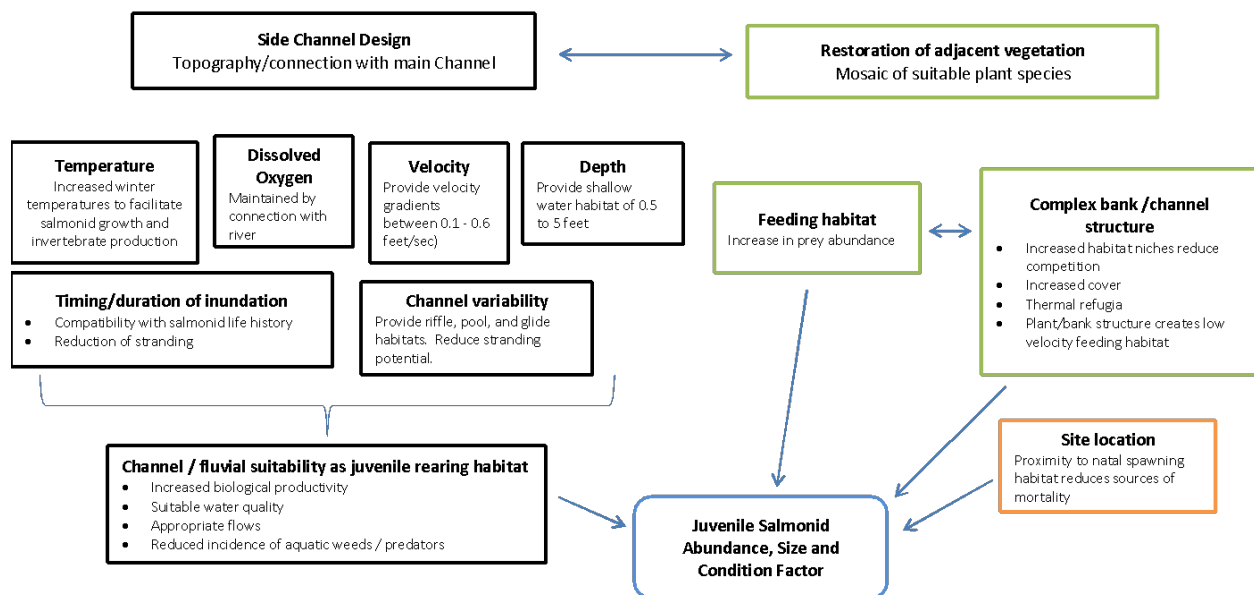 Side Channel Design
Topography/connection with main Channel
Restoration of adjacent vegetation
Mosaic of suitable plant species
Temperature
Increased winter
temperatures to facilitate
salmonid growth and
invertebrate production
Dissolved
Oxygen
Maintained by
connection with
river
Velocity
Provide velocity
gradients
between 0.1 - 0.6
feet/sec)
Depth
Provide shallow
water habitat of 0.5
to 5 feet
Feeding habitat
Increase in prey abundance
Complex bank /channel
structure
• Increased habitat niches reduce
competition
• Increased cover
• Thermal refugia
• Plant/bank structure creates low
velocity feeding habitat
Timing/duration of inundation
• Compatibility with salmonid life history
• Reduction of stranding
Channel variability
Provide riffle, pool, and glide
habitats. Reduce stranding
potential.
Channel / fluvial suitability as juvenile rearing habitat
• Increased biological productivity
• Suitable water quality
• Appropriate flows
• Reduced incidence of aquatic weeds / predators
Site location
Proximity to natal spawning
habitat reduces sources of
mortality
Juvenile Salmonid
Abundance, Size and
Condition Factor